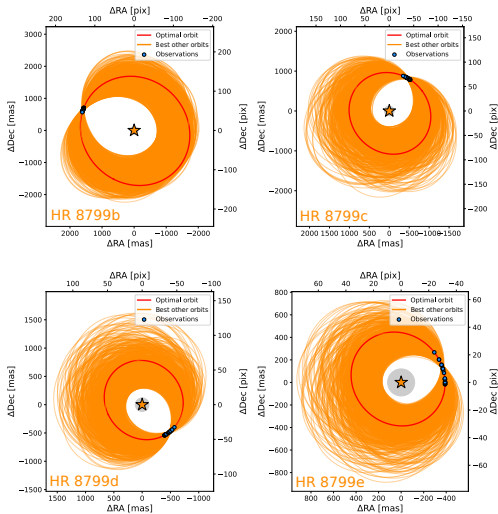 ΔRA [pix]
200 100 0 −100 −200
3000
2000
1000
0
−1000
−2000
ΔDec [mas]
Optimal orbit
Best other orbits
Observations
200
100
0
−100
−200
ΔDec [pix]
HR 8799b
2000 1000 0 −1000 −2000
ΔRA [mas]
ΔRA [pix]
150 100 50 0 −50 −100 −150
2000
1000
0
−1000
−2000
ΔDec [mas]
Optimal orbit
Best other orbits
Observations
150
100
50
0
−50
−100
−150
ΔDec [pix]
HR 8799c
2000 1500 1000 500 0 −500 −1000 −1500
ΔRA [mas]
ΔRA [pix]
100 50 0 −50 −100
1500
1000
500
0
−500
−1000
−1500
ΔDec [mas]
Optimal orbit
Best other orbits
Observations
150
100
50
0
−50
−100
ΔDec [pix]
HR 8799d
1500 1000 500 0 −500 −1000
ΔRA [mas]
ΔRA [pix]
60 40 20 0 −20 −40
800
600
400
200
0
−200
−400
−600
−800
ΔDec [mas]
Optimal orbit
Best other orbits
Observations
60
40
20
0
−20
−40
−60
ΔDec [pix]
HR 8799e
800 600 400 200 0 −200 −400
ΔRA [mas]